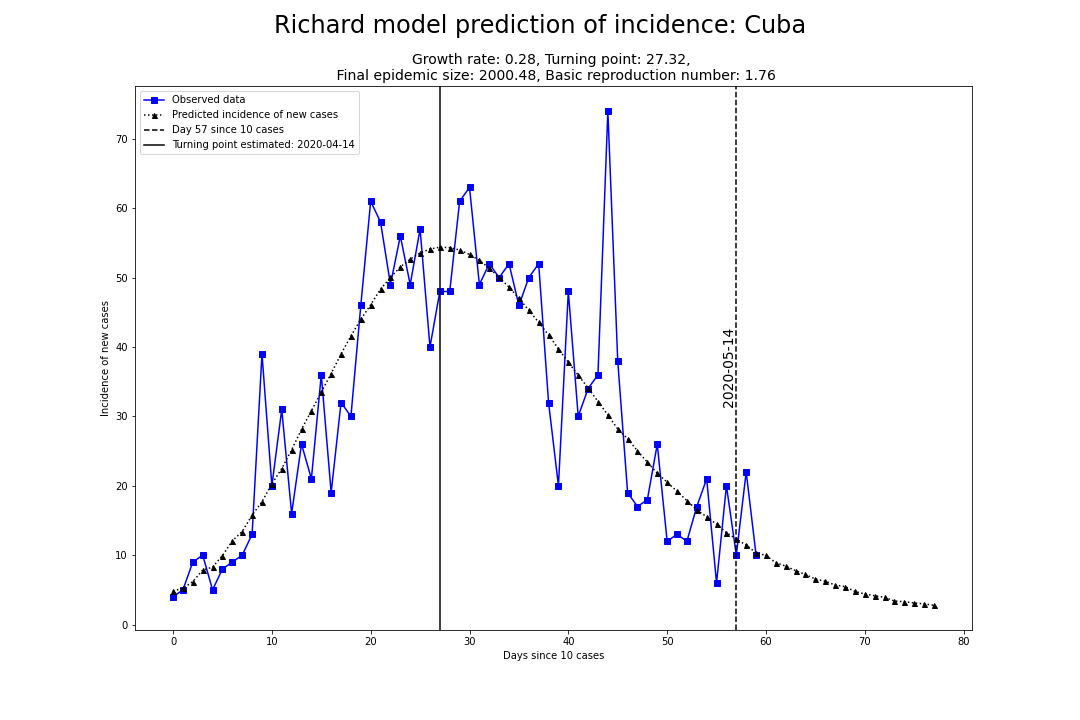 Richard model prediction of incidence: Cuba
Growth rate: 0.28, Turning point: 27.32,
Final epidemic size: 2000.48, Basic reproduction number: 1.76
Observed data
Predicted incidence of new cases
Day 57 since 10 cases
Turning point estimated: 2020-04-14
Incidence of new cases
70
60
50
40
30
20
10
0
2020-05-14
0 10 20 30 40 50 60 70 80
Days since 10 cases